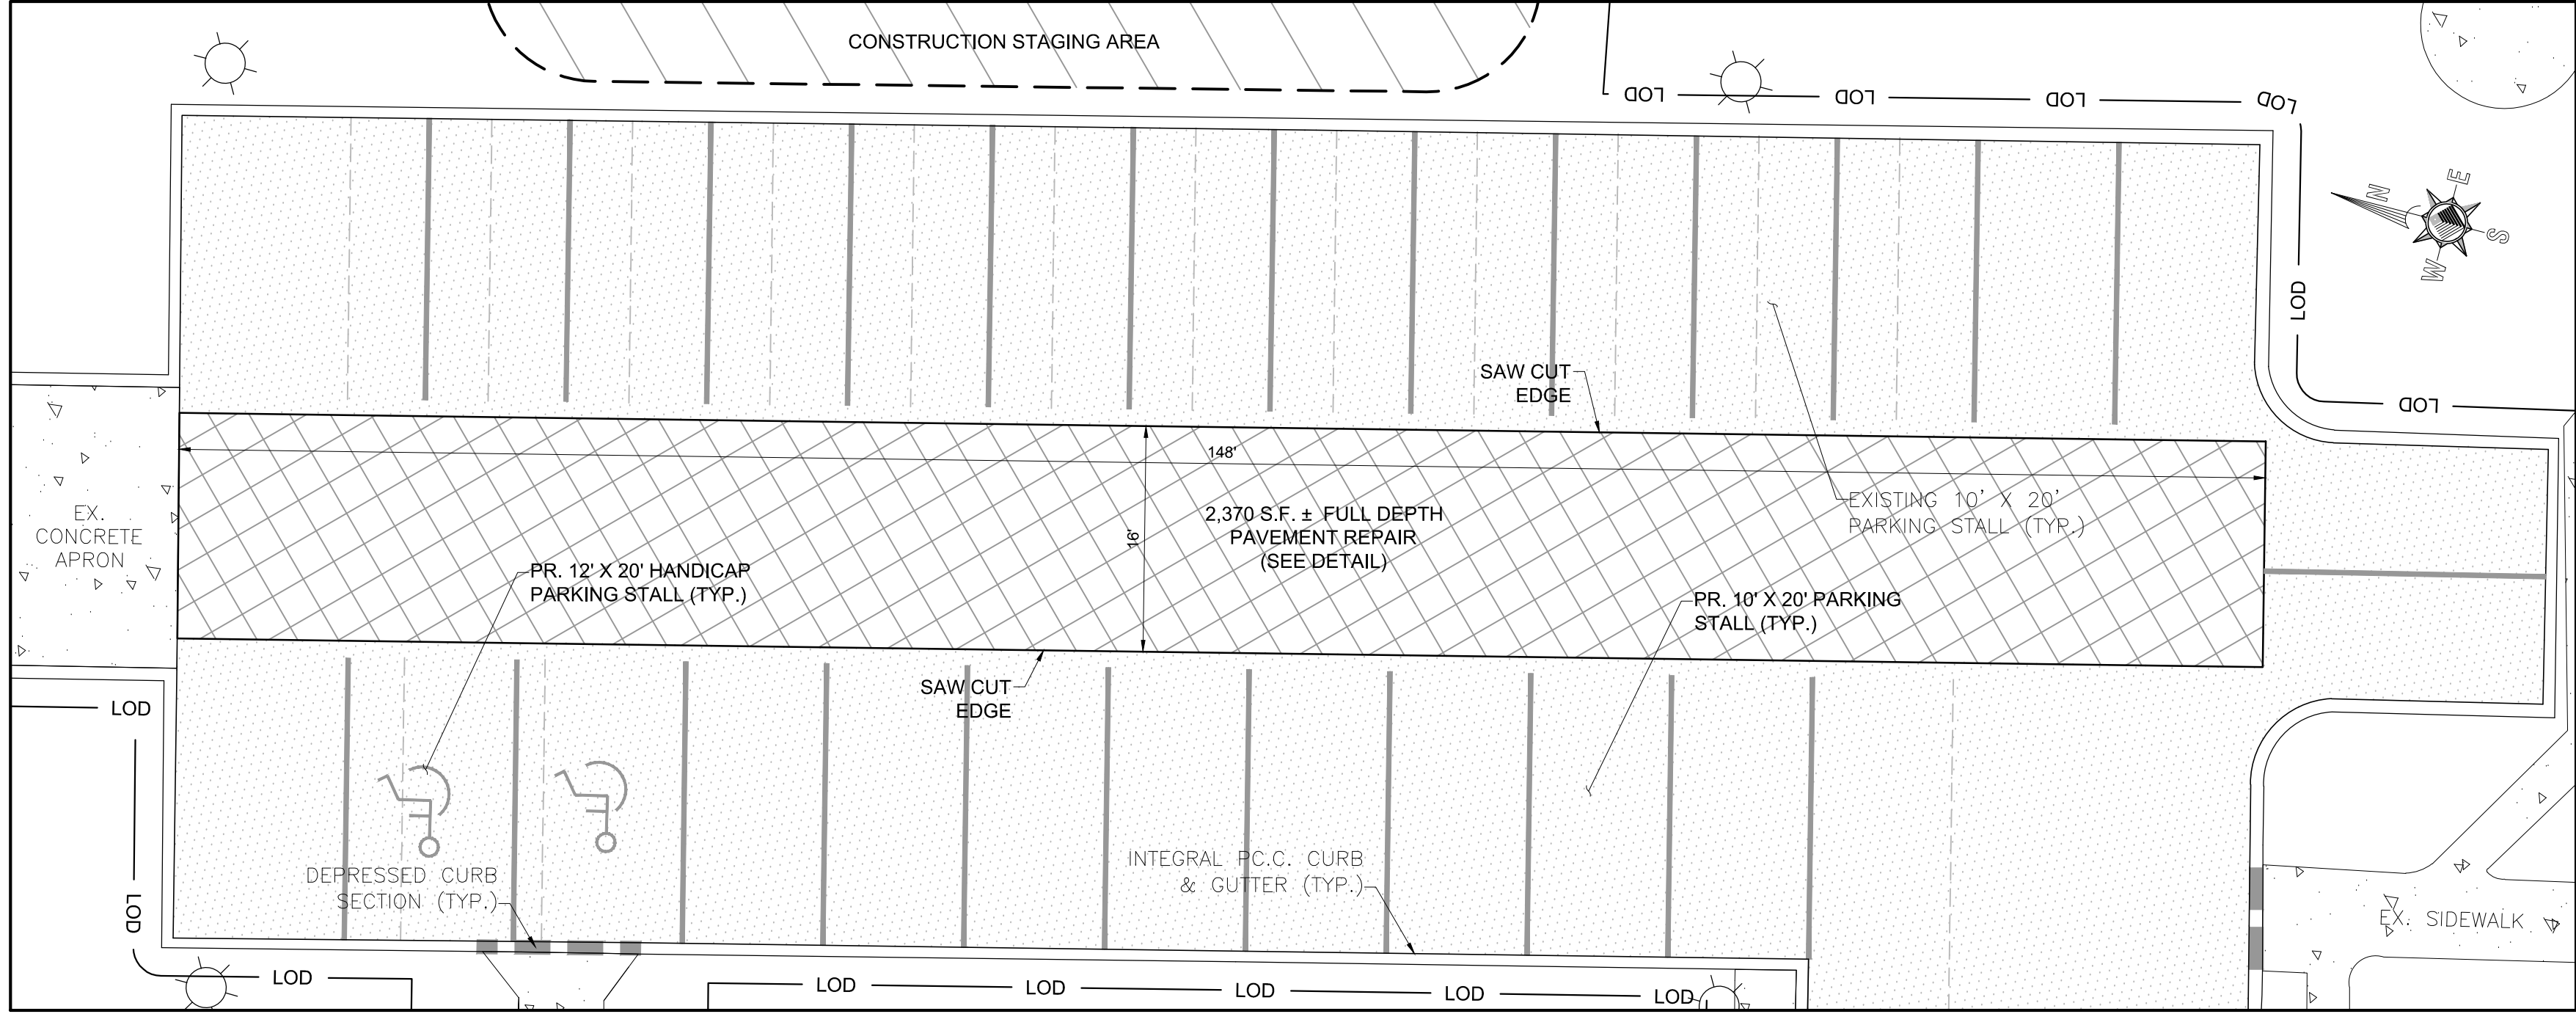 CONSTRUCTION STAGING AREA
LOD
LOD
LOD
LOD
N
E
S
W
LOD
SAW CUT
EDGE
LOD
148'
EX.
CONCRETE
APRON
16'
2,370 S.F. ± FULL DEPTH
PAVEMENT REPAIR
(SEE DETAIL)
EXISTING 10' X 20'
PARKING STALL (TYP.)
PR. 12' X 20' HANDICAP
PARKING STALL (TYP.)
PR. 10' X 20' PARKING
STALL (TYP.)
SAW CUT
EDGE
LOD
DEPRESSED CURB
SECTION (TYP.)
INTEGRAL P.C.C. CURB
& GUTTER (TYP.)
LOD
EX. SIDEWALK
LOD
LOD
LOD
LOD
LOD
LOD